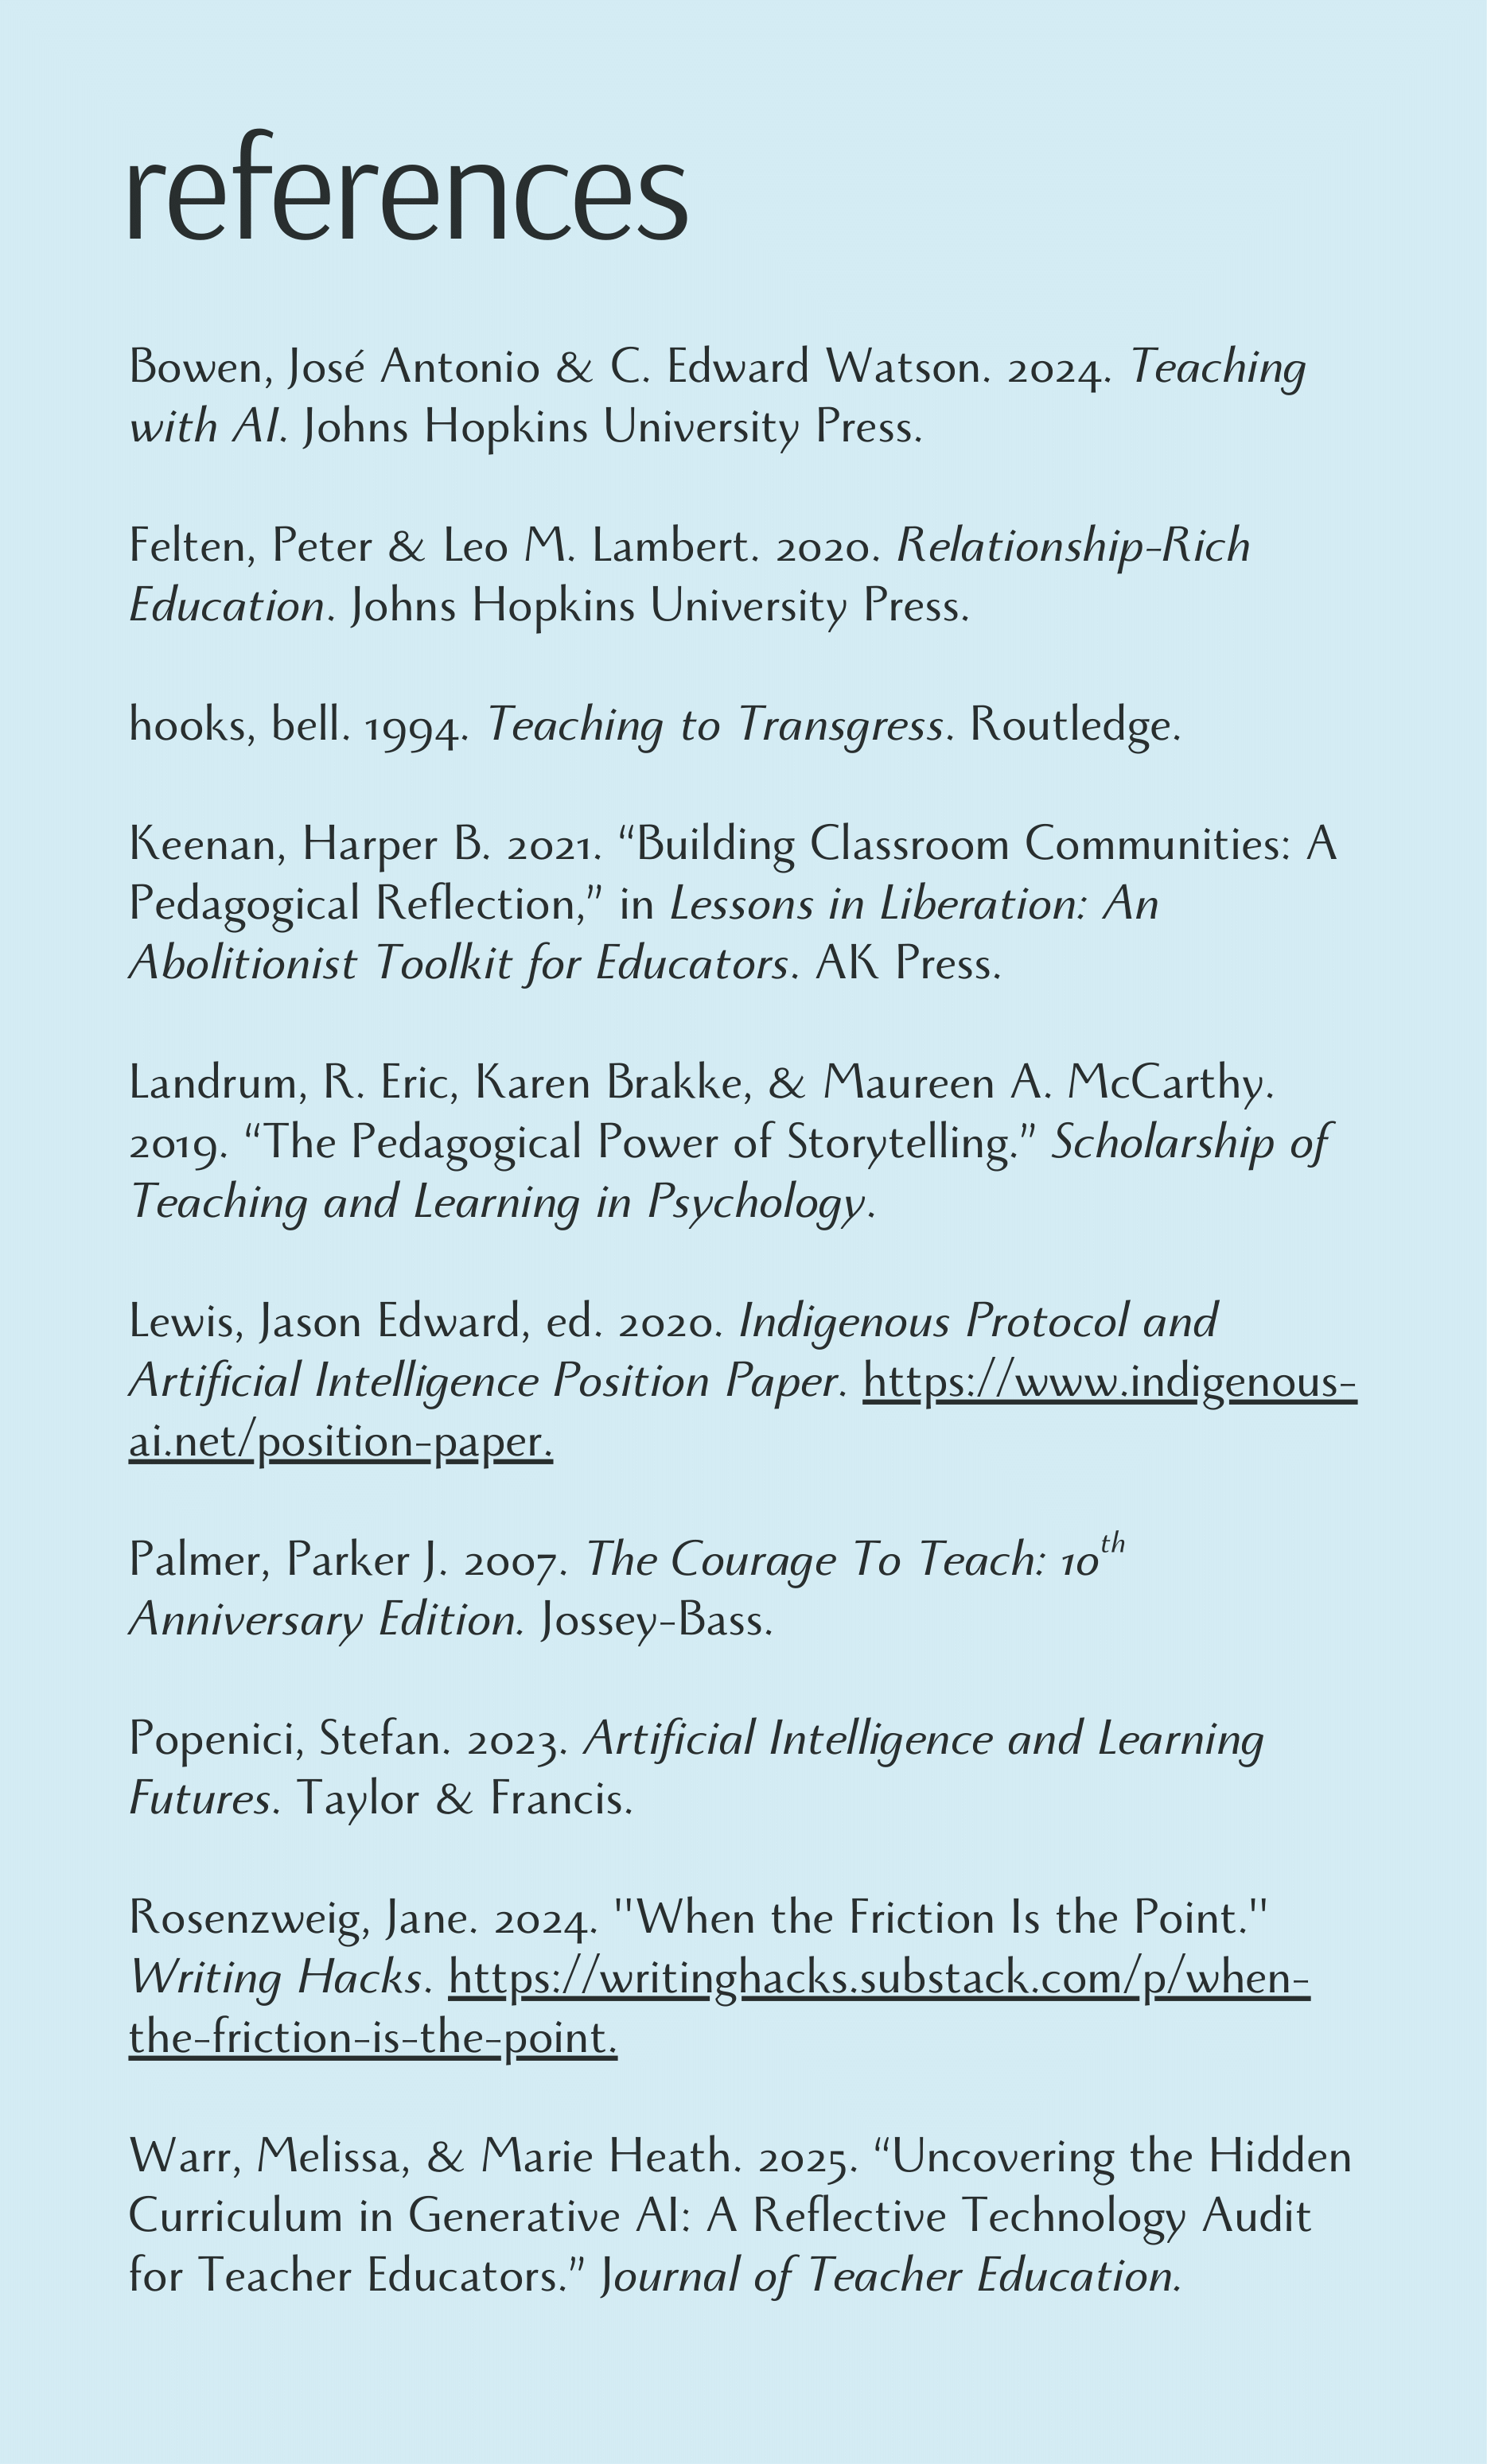 references
Bowen, José Antonio & C. Edward Watson. 2024. Teaching
with AI. Johns Hopkins University Press.
Felten, Peter & Leo M. Lambert. 2020. Relationship-Rich
Education. Johns Hopkins University Press.
hooks, bell. 1994. Teaching to Transgress. Routledge.
Keenan, Harper B. 2021. “Building Classroom Communities: A
Pedagogical Reflection,” in Lessons in Liberation: An
Abolitionist Toolkit for Educators. AK Press.
Landrum, R. Eric, Karen Brakke, & Maureen A. McCarthy.
2019. “The Pedagogical Power of Storytelling.” Scholarship of
Teaching and Learning in Psychology.
Lewis, Jason Edward, ed. 2020. Indigenous Protocol and
Artificial Intelligence Position Paper. https://www.indigenous-
ai.net/position-paper.
Palmer, Parker J. 2007. The Courage To Teach: 10th
Anniversary Edition. Jossey-Bass.
Popenici, Stefan. 2023. Artificial Intelligence and Learning
Futures. Taylor & Francis.
Rosenzweig, Jane. 2024. "When the Friction Is the Point."
Writing Hacks. https://writinghacks.substack.com/p/when-
the-friction-is-the-point.
Warr, Melissa, & Marie Heath. 2025. “Uncovering the Hidden
Curriculum in Generative AI: A Reflective Technology Audit
for Teacher Educators.” Journal of Teacher Education.